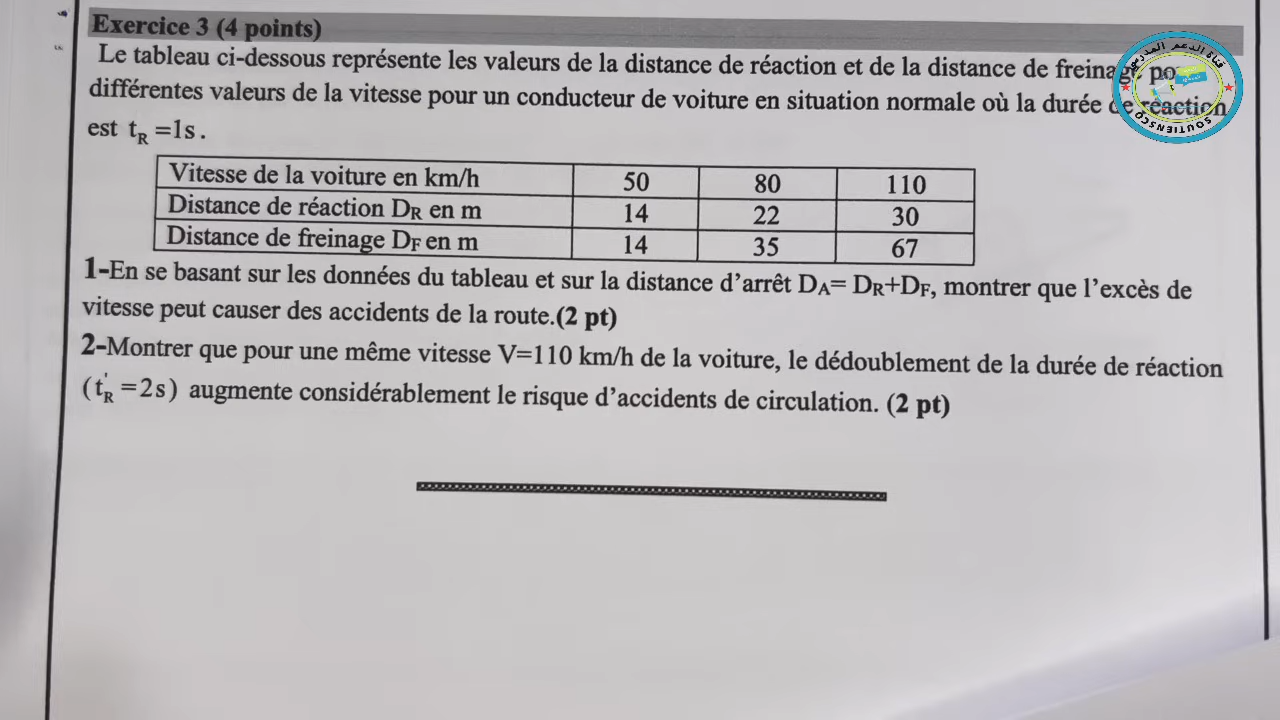 Exercice 3 (4 points)
Le tableau ci-dessous représente les valeurs de la distance de réaction et de la distance de freinage
différentes valeurs de la vitesse pour un conducteur de voiture en situation normale où la durée de réaction
est tR =1s.
Vitesse de la voiture en km/h 50 80 110
Distance de réaction DR en m 14 22 30
Distance de freinage DF en m 14 35 67
1-En se basant sur les données du tableau et sur la distance d'arrêt DA= DR+DF, montrer que l'excès de
vitesse peut causer des accidents de la route.(2 pt)
2-Montrer que pour une même vitesse V=110 km/h de la voiture, le dédoublement de la durée de réaction
(t'R =2s) augmente considérablement le risque d'accidents de circulation. (2 pt)
قناة الدعم المدرسي
SOUTIENSCO